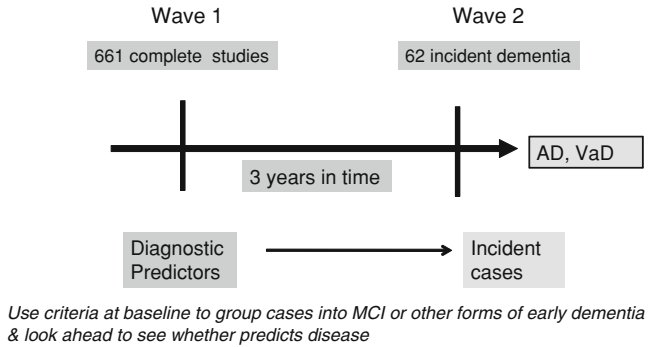 Wave 1
Wave 2
661 complete studies
62 incident dementia
AD, VaD
3 years in time
Diagnostic
Predictors
Incident
cases
Use criteria at baseline to group cases into MCI or other forms of early dementia
& look ahead to see whether predicts disease